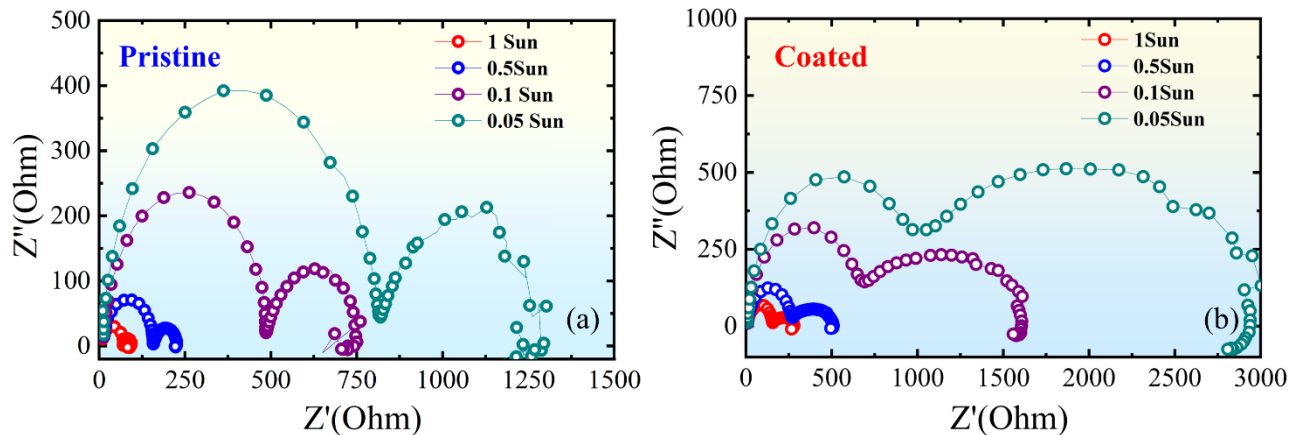 Pristine
1 Sun
0.5Sun
0.1 Sun
0.05 Sun
500
400
300
200
100
0
Z''(Ohm)
0 250 500 750 1000 1250 1500
Z'(Ohm)
(a)
Coated
1Sun
0.5Sun
0.1Sun
0.05Sun
1000
750
500
250
0
Z''(Ohm)
0 500 1000 1500 2000 2500 3000
Z'(Ohm)
(b)